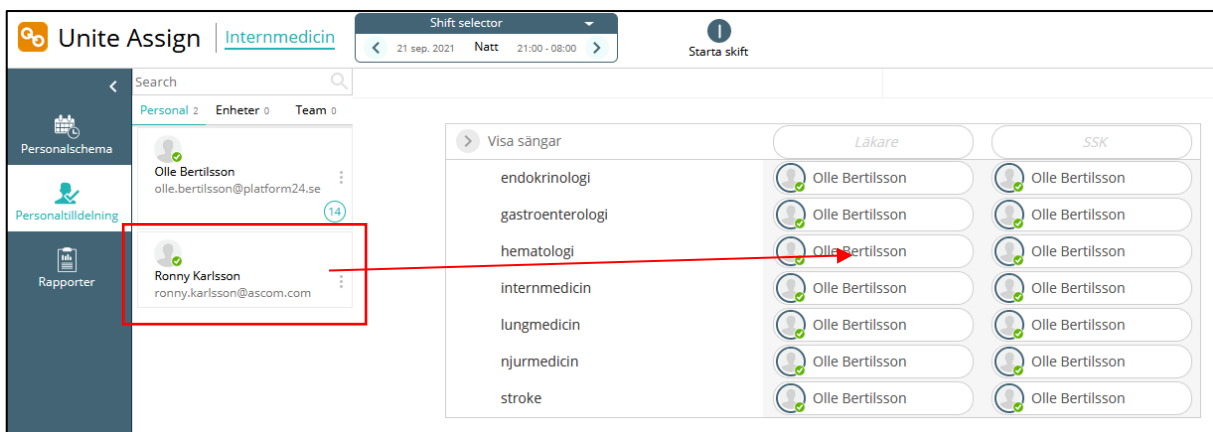 Unite Assign
Internmedicin
Shift selector
21 sep. 2021 Natt 21:00 - 08:00
Starta skift
Personalschema
Personaltilldelning
Rapporter
Search
Personal 2 Enheter 0 Team 0
Olle Bertilsson
olle.bertilsson@platform24.se
14
Ronny Karlsson
ronny.karlsson@ascom.com
Visa sängar Läkare SSK
endokrinologi Olle Bertilsson Olle Bertilsson
gastroenterologi Olle Bertilsson Olle Bertilsson
hematologi Olle Bertilsson Olle Bertilsson
internmedicin Olle Bertilsson Olle Bertilsson
lungmedicin Olle Bertilsson Olle Bertilsson
njurmedicin Olle Bertilsson Olle Bertilsson
stroke Olle Bertilsson Olle Bertilsson